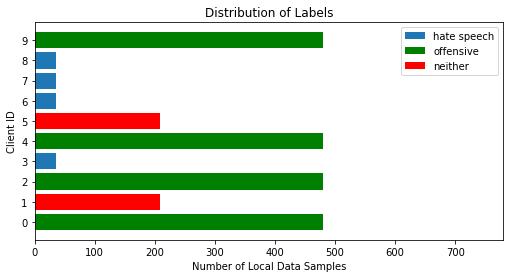 Distribution of Labels
hate speech
offensive
neither
Client ID
9
8
7
6
5
4
3
2
1
0
0 100 200 300 400 500 600 700
Number of Local Data Samples